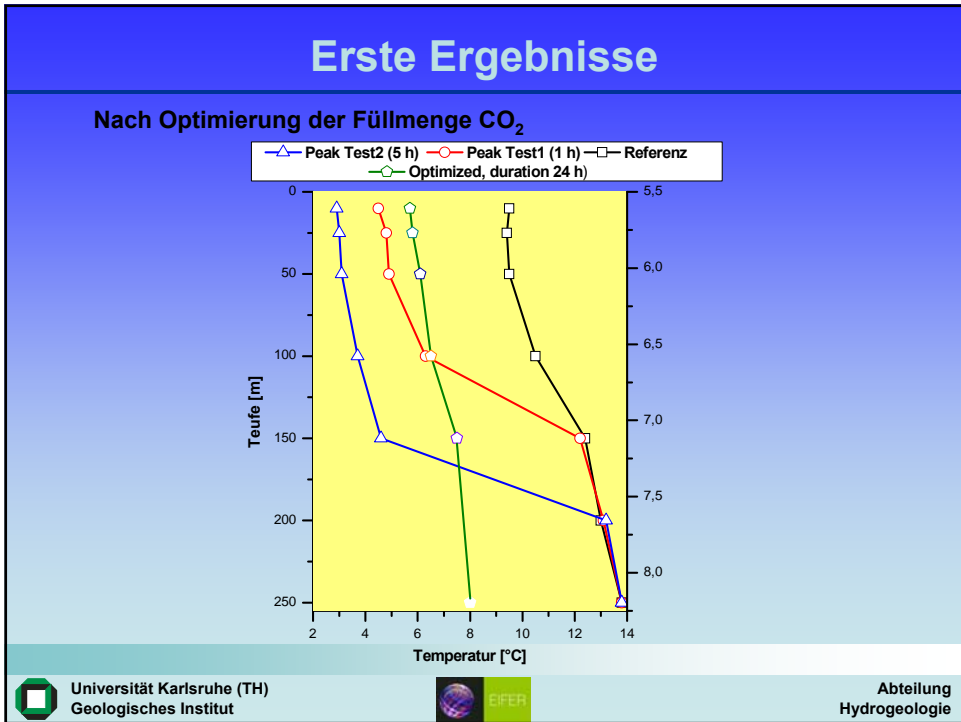 Erste Ergebnisse
Nach Optimierung der Füllmenge CO₂
Peak Test2 (5 h) Peak Test1 (1 h) Referenz
Optimized, duration 24 h)
0
50
100
150
200
250
Teufe [m]
5,5
6,0
6,5
7,0
7,5
8,0
2 4 6 8 10 12 14
Temperatur [°C]
Universität Karlsruhe (TH)
Geologisches Institut
EIFER
Abteilung
Hydrogeologie